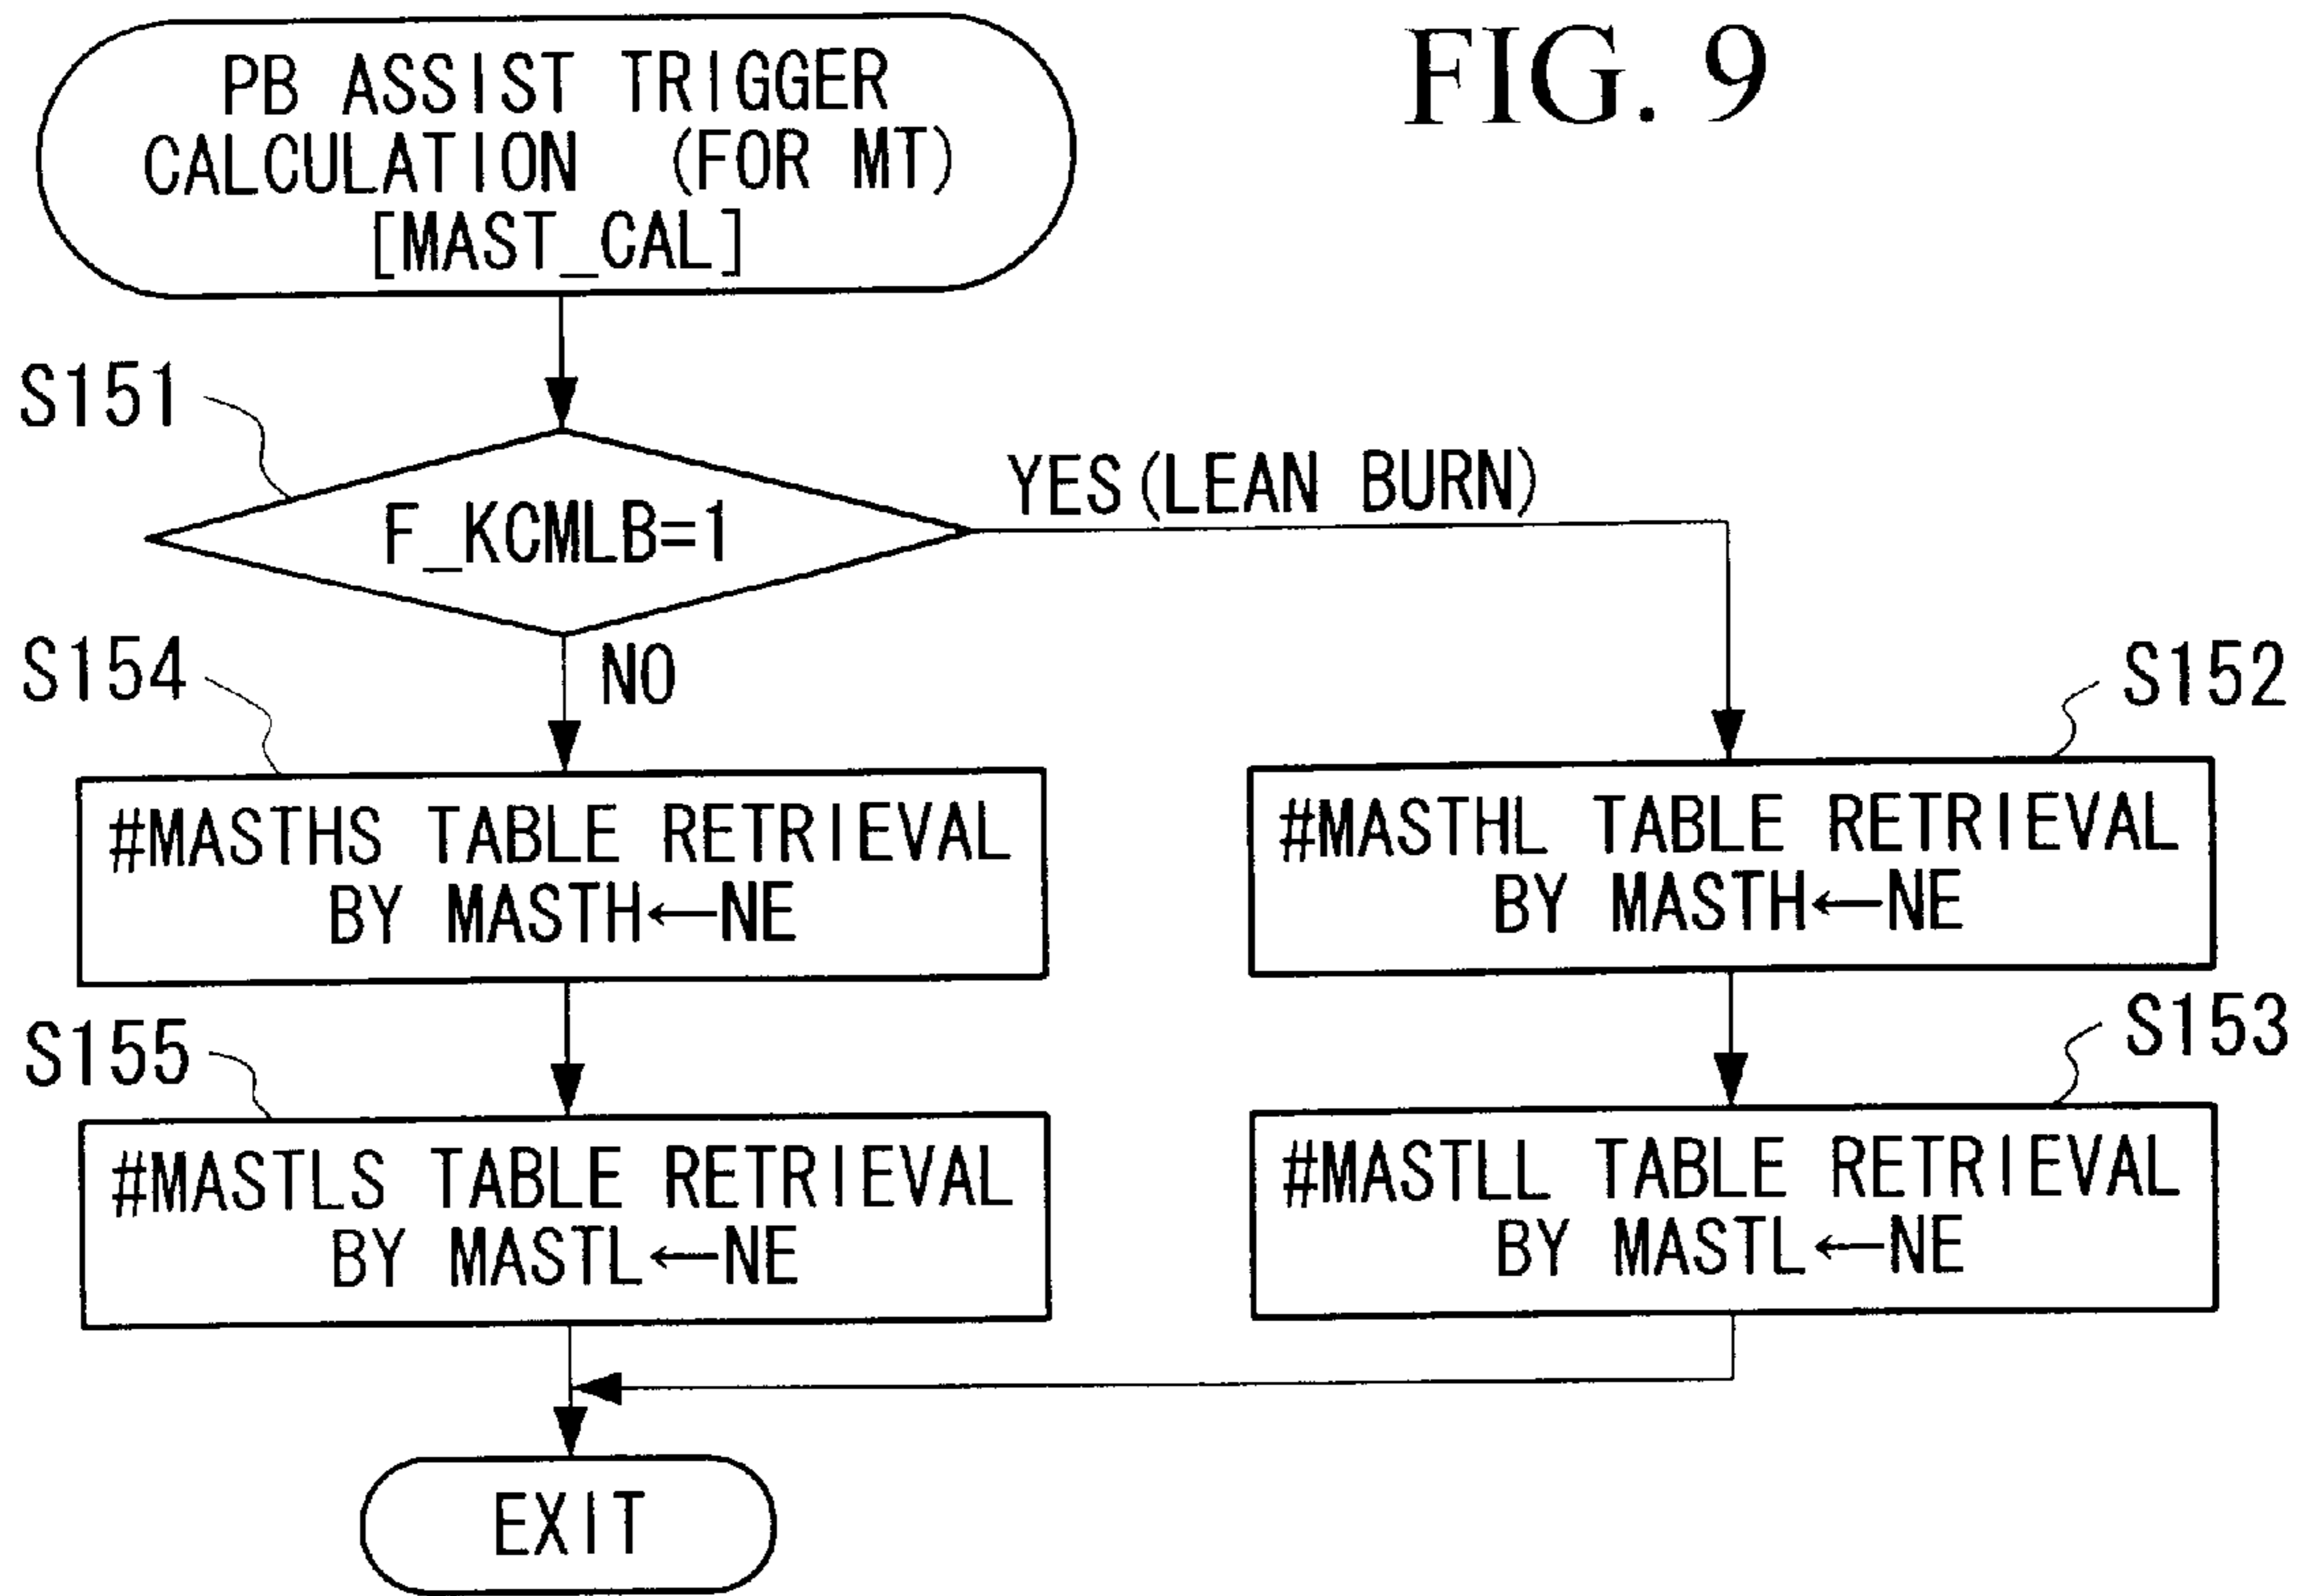 FIG. 9
PB ASSIST TRIGGER
CALCULATION (FOR MT)
[MAST_CAL]
S151
F_KCMLB=1
YES(LEAN BURN)
NO
S154
#MASTHS TABLE RETRIEVAL
BY MASTH←NE
S152
#MASTHL TABLE RETRIEVAL
BY MASTH←NE
S155
#MASTLS TABLE RETRIEVAL
BY MASTL←NE
S153
#MASTLL TABLE RETRIEVAL
BY MASTL←NE
EXIT